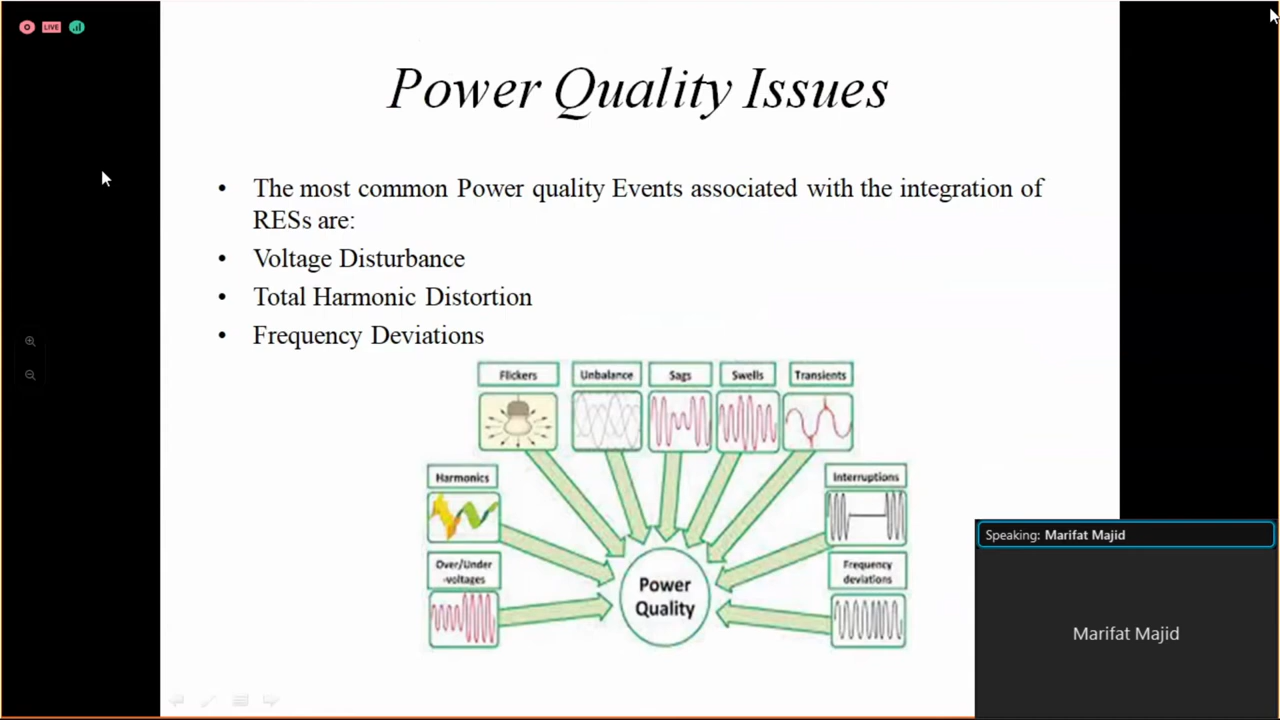 LIVE
Power Quality Issues
• The most common Power quality Events associated with the integration of
RESs are:
• Voltage Disturbance
• Total Harmonic Distortion
• Frequency Deviations
Flickers
Unbalance
Sags
Swells
Transients
Harmonics
Interruptions
Over/Under
-voltages
Frequency
deviations
Power
Quality
Speaking: Marifat Majid
Marifat Majid